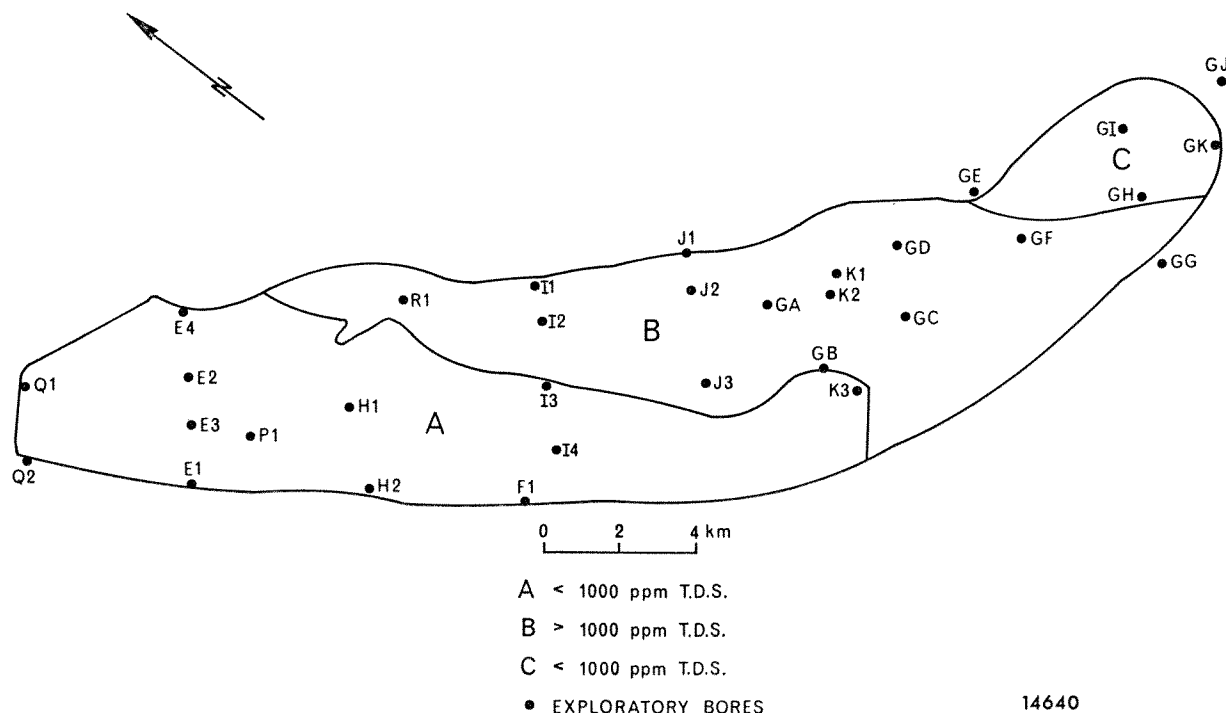 N
GJ
GI
C
GK
GE
GH
GF
GG
J1
GD
I1
K1
R1
J2
K2
GA
E4
I2
B
GC
GB
Q1
E2
I3
J3
K3
H1
A
E3
P1
I4
Q2
E1
H2
F1
0 2 4 km
A < 1000 ppm T.D.S.
B > 1000 ppm T.D.S.
C < 1000 ppm T.D.S.
● EXPLORATORY BORES
14640